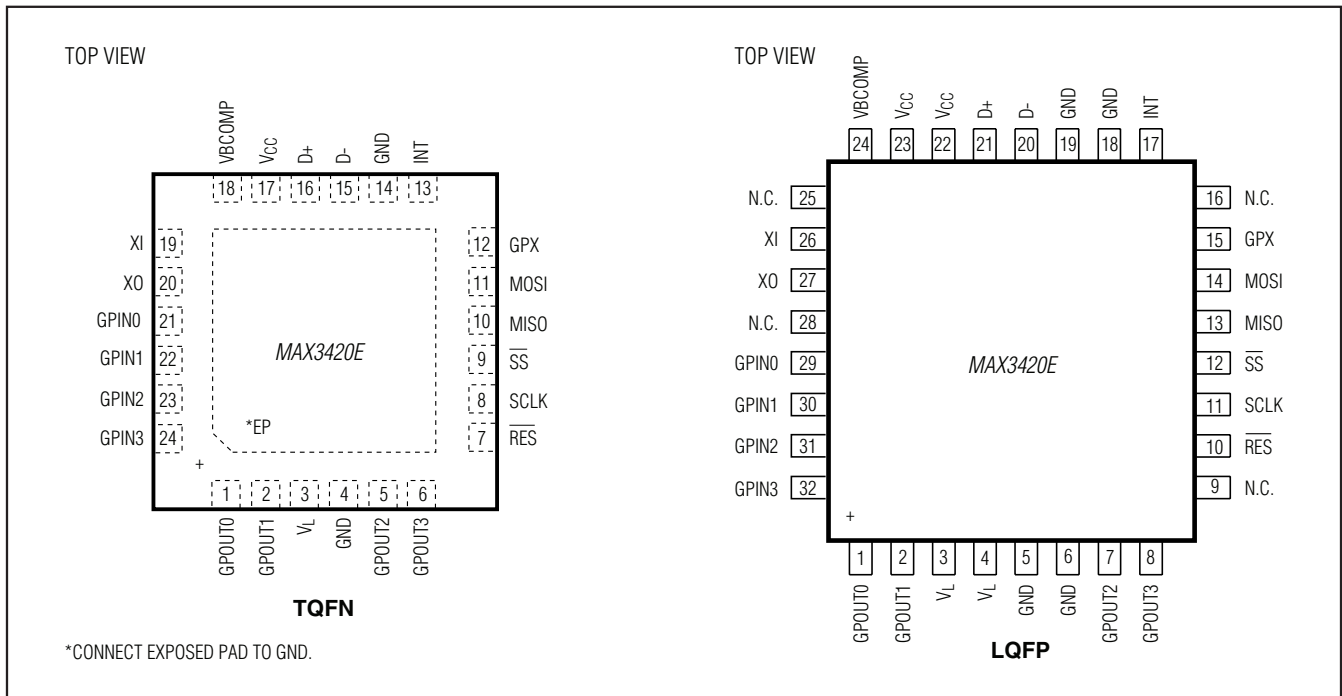 TOP VIEW
VBCOMP VCC D+ D- GND INT
18 17 16 15 14 13
XI 19
XO 20
GPIN0 21
GPIN1 22
GPIN2 23
GPIN3 24
12 GPX
11 MOSI
10 MISO
9 S̅S̅
8 SCLK
7 R̅E̅S̅
MAX3420E
*EP
+
1 2 3 4 5 6
GPOUT0 GPOUT1 VL GND GPOUT2 GPOUT3
TQFN
*CONNECT EXPOSED PAD TO GND.
TOP VIEW
VBCOMP VCC VCC D+ D- GND GND INT
24 23 22 21 20 19 18 17
N.C. 25
XI 26
XO 27
N.C. 28
GPIN0 29
GPIN1 30
GPIN2 31
GPIN3 32
16 N.C.
15 GPX
14 MOSI
13 MISO
12 S̅S̅
11 SCLK
10 R̅E̅S̅
9 N.C.
MAX3420E
+
1 2 3 4 5 6 7 8
GPOUT0 GPOUT1 VL VL GND GND GPOUT2 GPOUT3
LQFP